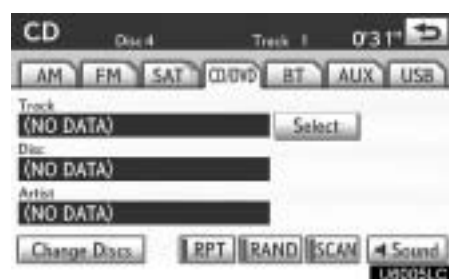 CD Disc 4 Track 1 0'31"
AM FM SAT CD/DVD BT AUX USB
Track
(NO DATA) Select
Disc
(NO DATA)
Artist
(NO DATA)
Change Discs RPT RAND SCAN Sound
U8005LC